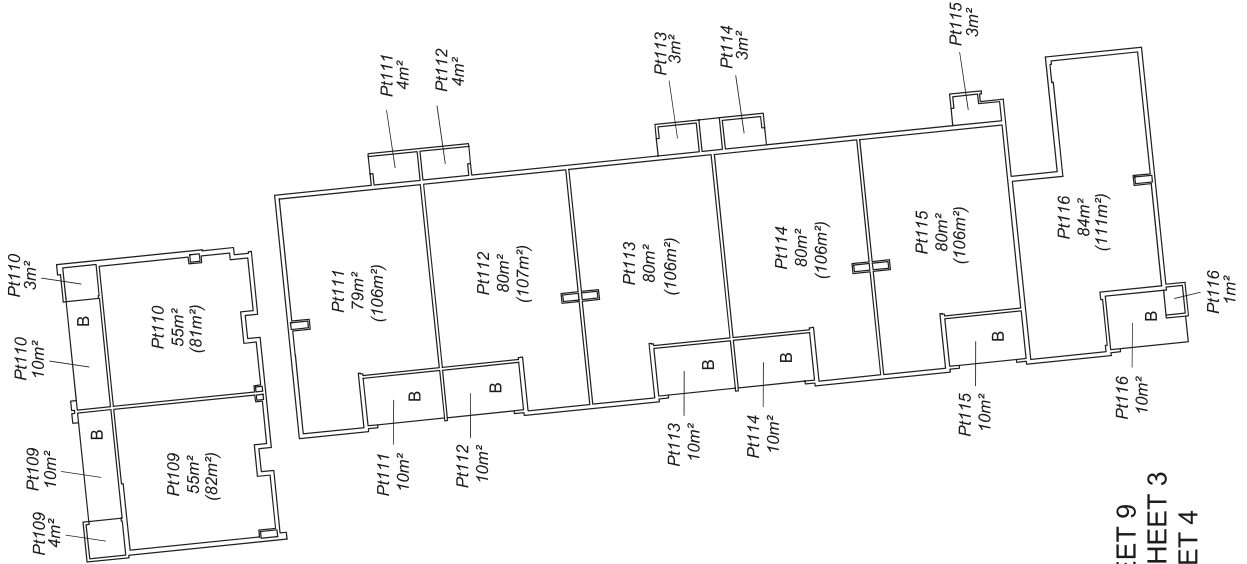 Pt110
3m²
Pt110
10m²
B
Pt110
55m²
(81m²)
Pt109
10m²
B
Pt109
4m²
Pt109
55m²
(82m²)
Pt111
4m²
Pt112
4m²
Pt111
79m²
(106m²)
B
Pt111
10m²
Pt112
80m²
(107m²)
B
Pt112
10m²
Pt113
3m²
Pt114
3m²
Pt113
80m²
(106m²)
B
Pt113
10m²
Pt114
80m²
(106m²)
B
Pt114
10m²
Pt115
3m²
Pt115
80m²
(106m²)
B
Pt115
10m²
Pt116
84m²
(111m²)
B
Pt116
10m²
Pt116
1m²
EET 9
HEET 3
ET 4